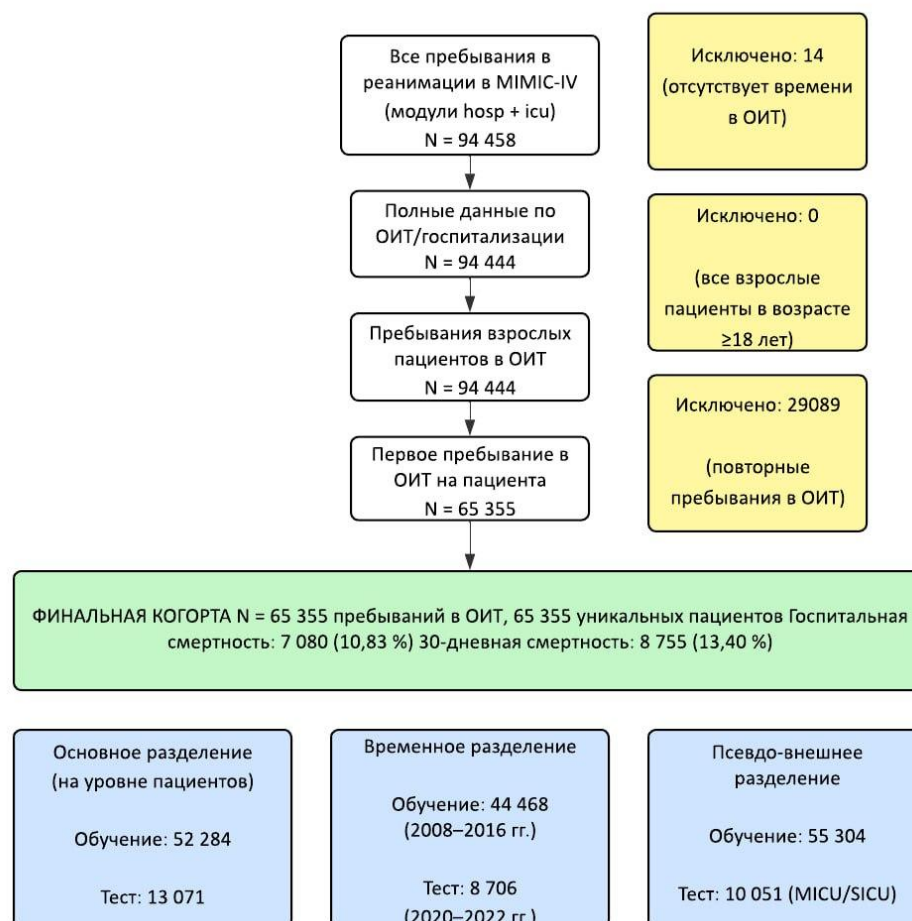 Все пребывания в
реанимации в MIMIC-IV
(модули hosp + icu)
N = 94 458
Исключено: 14
(отсутствует времени
в ОИТ)
Полные данные по
ОИТ/госпитализации
N = 94 444
Исключено: 0
(все взрослые
пациенты в возрасте
≥18 лет)
Пребывания взрослых
пациентов в ОИТ
N = 94 444
Исключено: 29089
(повторные
пребывания в ОИТ)
Первое пребывание в
ОИТ на пациента
N = 65 355
ФИНАЛЬНАЯ КОГОРТА N = 65 355 пребываний в ОИТ, 65 355 уникальных пациентов Госпитальная
смертность: 7 080 (10,83 %) 30-дневная смертность: 8 755 (13,40 %)
Основное разделение
(на уровне пациентов)
Обучение: 52 284
Тест: 13 071
Временное разделение
Обучение: 44 468
(2008–2016 гг.)
Тест: 8 706
(2020–2022 гг.)
Псевдо-внешнее
разделение
Обучение: 55 304
Тест: 10 051 (MICU/SICU)